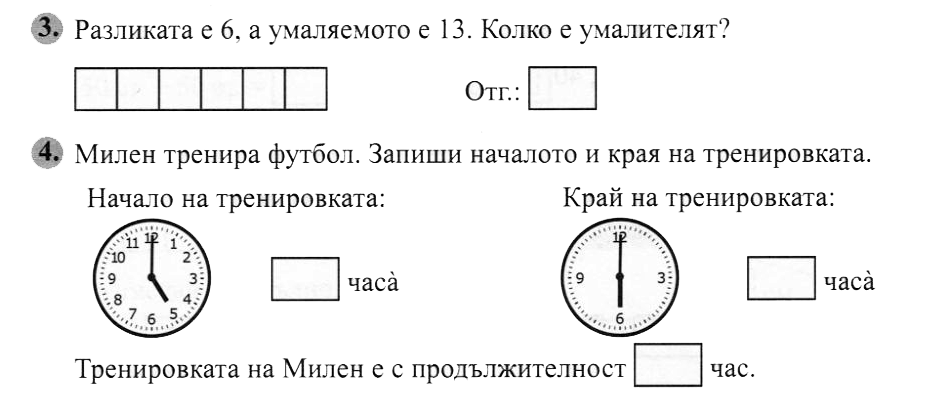 3. Разликата е 6, а умаляемото е 13. Колко е умалителят?
Отг.:
4. Милен тренира футбол. Запиши началото и края на тренировката.
Начало на тренировката:
Край на тренировката:
12 1 2 3 4 5 6 7 8 9 10 11
часа̀
12 3 6 9
часа̀
Тренировката на Милен е с продължителност час.